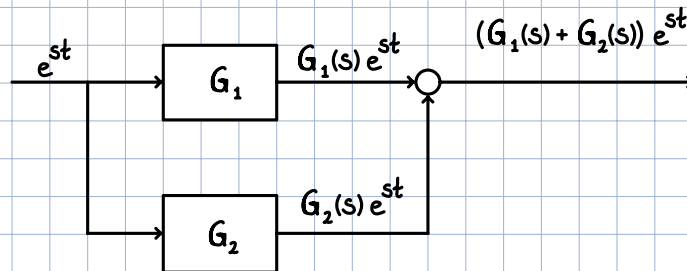 e^st
G₁
G₁(s) e^st
(G₁(s) + G₂(s)) e^st
G₂
G₂(s) e^st